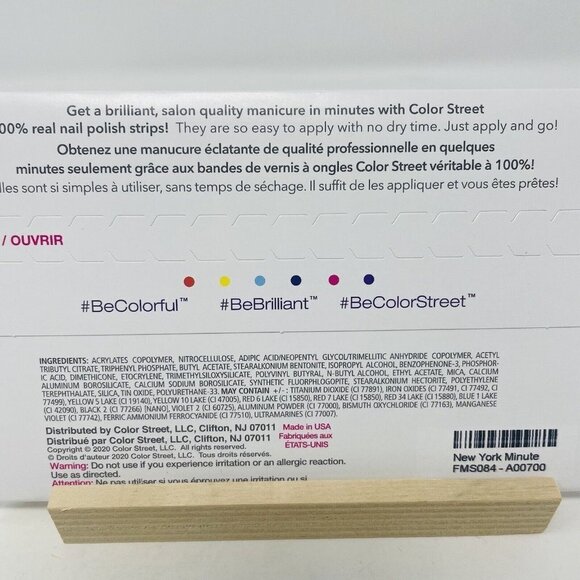 Get a brilliant, salon quality manicure in minutes with Color Street
00% real nail polish strips! They are so easy to apply with no dry time. Just apply and go!
Obtenez une manucure éclatante de qualité professionnelle en quelques
minutes seulement grâce aux bandes de vernis à ongles Color Street véritable à 100%!
lles sont si simples à utiliser, sans temps de séchage. Il suffit de les appliquer et vous êtes prêtes!
/ OUVRIR
#BeColorful™ #BeBrilliant™ #BeColorStreet™
INGREDIENTS: ACRYLATES COPOLYMER, NITROCELLULOSE, ADIPIC ACID/NEOPENTYL GLYCOL/TRIMELLITIC ANHYDRIDE COPOLYMER, ACETYL
TRIBUTYL CITRATE, TRIPHENYL PHOSPHATE, BUTYL ACETATE, STEARALKONIUM BENTONITE, ISOPROPYL ALCOHOL, BENZOPHENONE-3, PHOSPHOR-
IC ACID, DIMETHICONE, ETOCRYLENE, TRIMETHYLSILOXYSILICATE, POLYVINYL BUTYRAL, N-BUTYL ALCOHOL, ETHYL ACETATE, MICA, CALCIUM
ALUMINUM BOROSILICATE, CALCIUM SODIUM BOROSILICATE, SYNTHETIC FLUORPHLOGOPITE, STEARALKONIUM HECTORITE, POLYETHYLENE
TEREPHTHALATE, SILICA, TIN OXIDE, POLYURETHANE-33. MAY CONTAIN +/-: TITANIUM DIOXIDE (CI 77891), IRON OXIDES (CI 77491, CI 77492, CI
77499), YELLOW 5 LAKE (CI 19140), YELLOW 10 LAKE (CI 47005), RED 6 LAKE (CI 15850), RED 7 LAKE (CI 15850), RED 34 LAKE (CI 15880), BLUE 1 LAKE
(CI 42090), BLACK 2 (CI 77266) [NANO], VIOLET 2 (CI 60725), ALUMINUM POWDER (CI 77000), BISMUTH OXYCHLORIDE (CI 77163), MANGANESE
VIOLET (CI 77742), FERRIC AMMONIUM FERROCYANIDE (CI 77510), ULTRAMARINES (CI 77007).
Distributed by Color Street, LLC, Clifton, NJ 07011
Distribué par Color Street, LLC, Clifton, NJ 07011
Copyright © 2020 Color Street, LLC. All rights reserved.
© Droits d'auteur 2020 Color Street, LLC. Tous droits réservés.
Warning: Do not use if you experience irritation or an allergic reaction.
Use as directed.
Attention: Ne pas utiliser si vous éprouvez une irritation ou si
Made in USA
Fabriquées aux
ÉTATS-UNIS
New York Minute
FMS084 - A00700